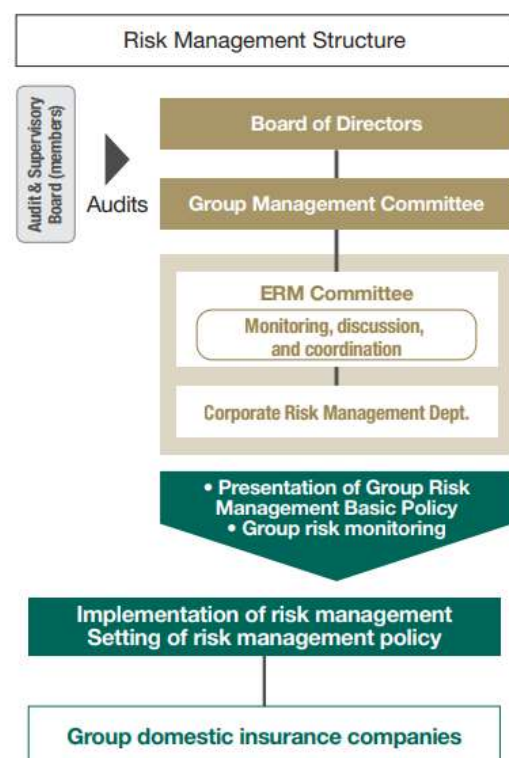 Risk Management Structure
Audit & Supervisory
Board (members)
Audits
Board of Directors
Group Management Committee
ERM Committee
Monitoring, discussion,
and coordination
Corporate Risk Management Dept.
• Presentation of Group Risk
Management Basic Policy
• Group risk monitoring
Implementation of risk management
Setting of risk management policy
Group domestic insurance companies